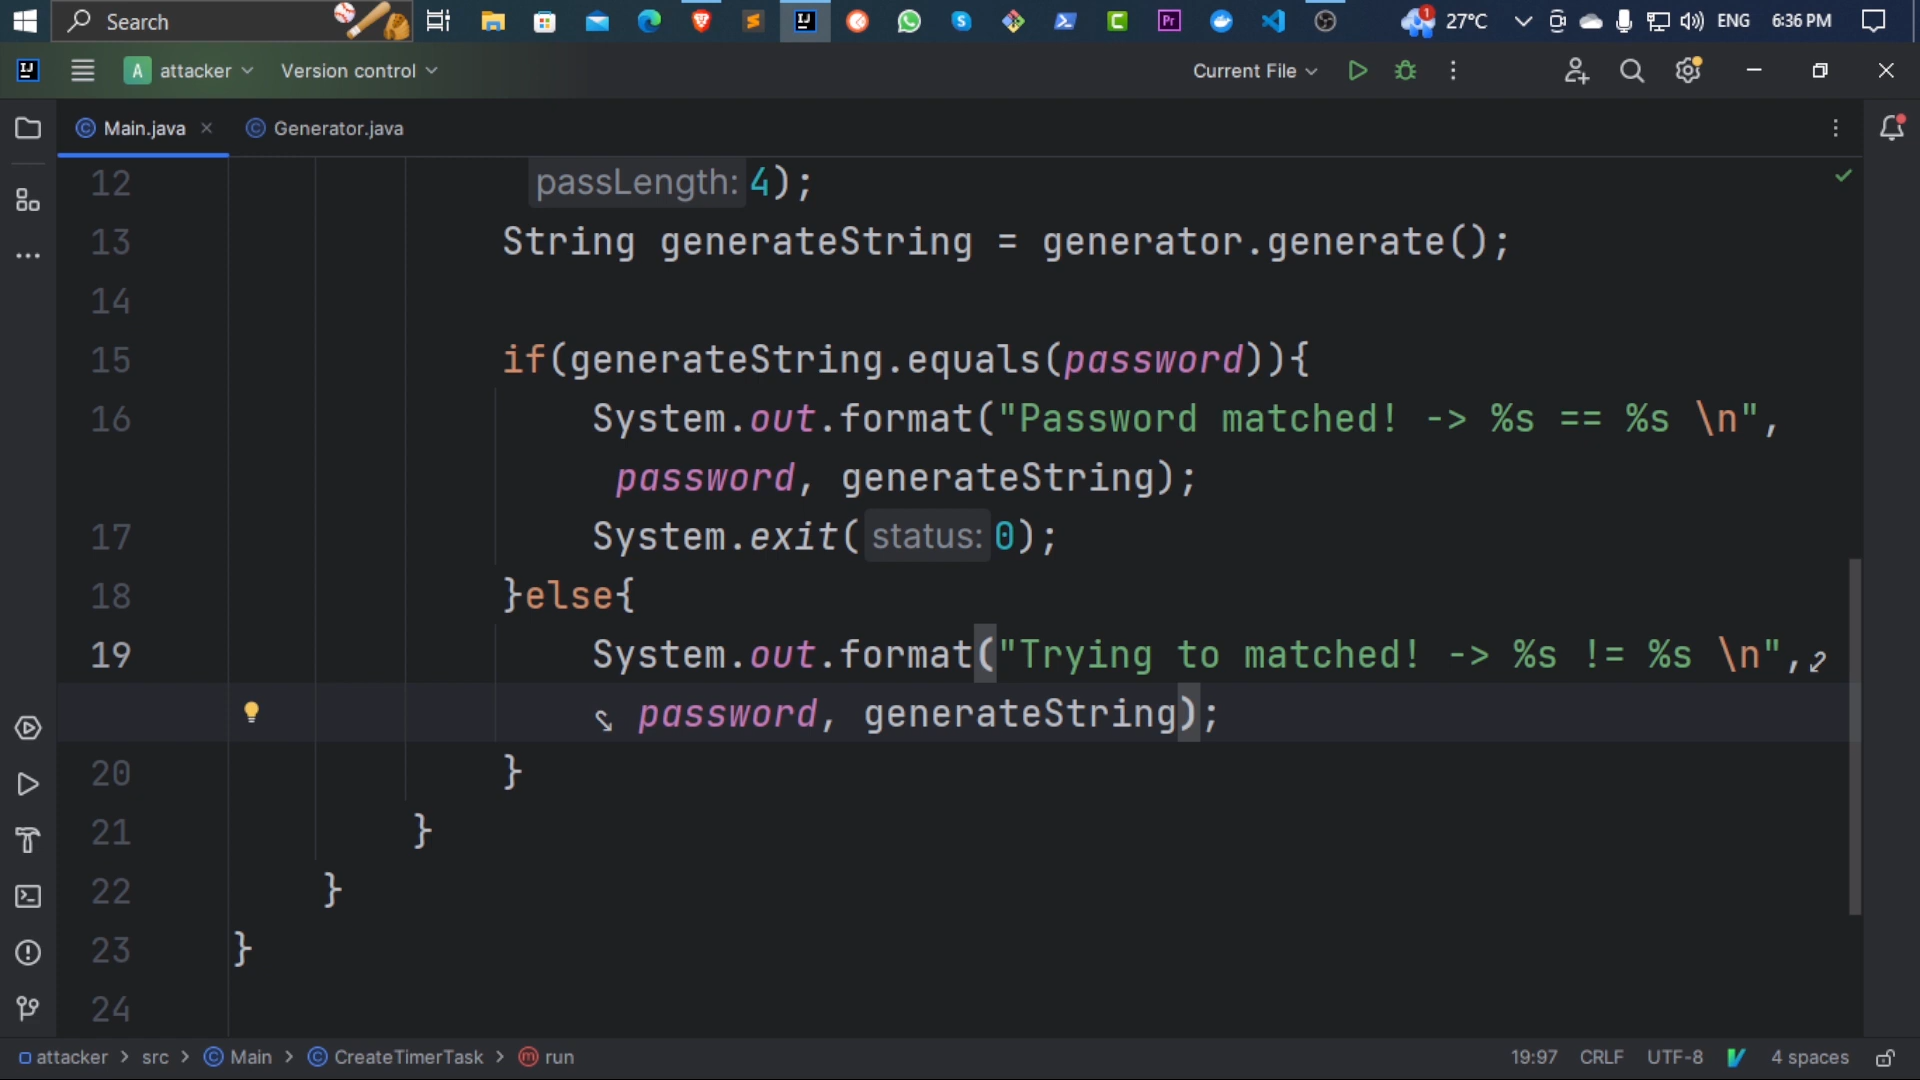 Search
1
27°C
ENG
6:36 PM
IJ
A attacker
Version control
Current File
Main.java
Generator.java
12 passLength: 4);
13 String generateString = generator.generate();
14
15 if(generateString.equals(password)){
16 System.out.format("Password matched! -> %s == %s \n",
password, generateString);
17 System.exit( status: 0);
18 }else{
19 System.out.format("Trying to matched! -> %s != %s \n",
password, generateString);
20 }
21 }
22 }
23 }
24
attacker > src > Main > CreateTimerTask > run
19:97 CRLF UTF-8 4 spaces